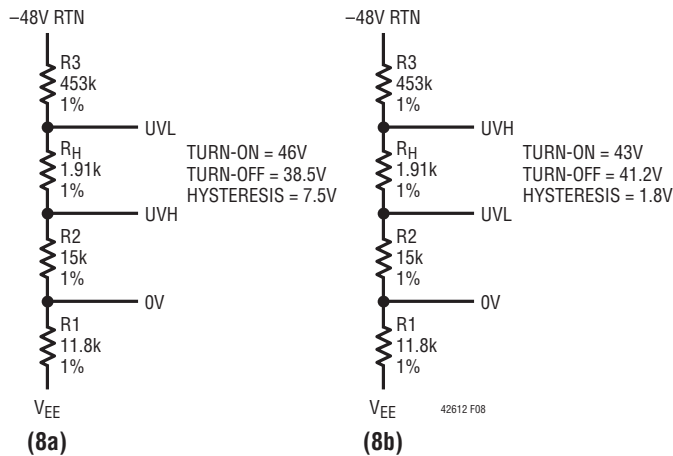 –48V RTN
R3
453k
1%
UVL
RH
1.91k
1%
TURN-ON = 46V
TURN-OFF = 38.5V
HYSTERESIS = 7.5V
UVH
R2
15k
1%
0V
R1
11.8k
1%
VEE
(8a)
–48V RTN
R3
453k
1%
UVH
RH
1.91k
1%
TURN-ON = 43V
TURN-OFF = 41.2V
HYSTERESIS = 1.8V
UVL
R2
15k
1%
0V
R1
11.8k
1%
VEE
42612 F08
(8b)